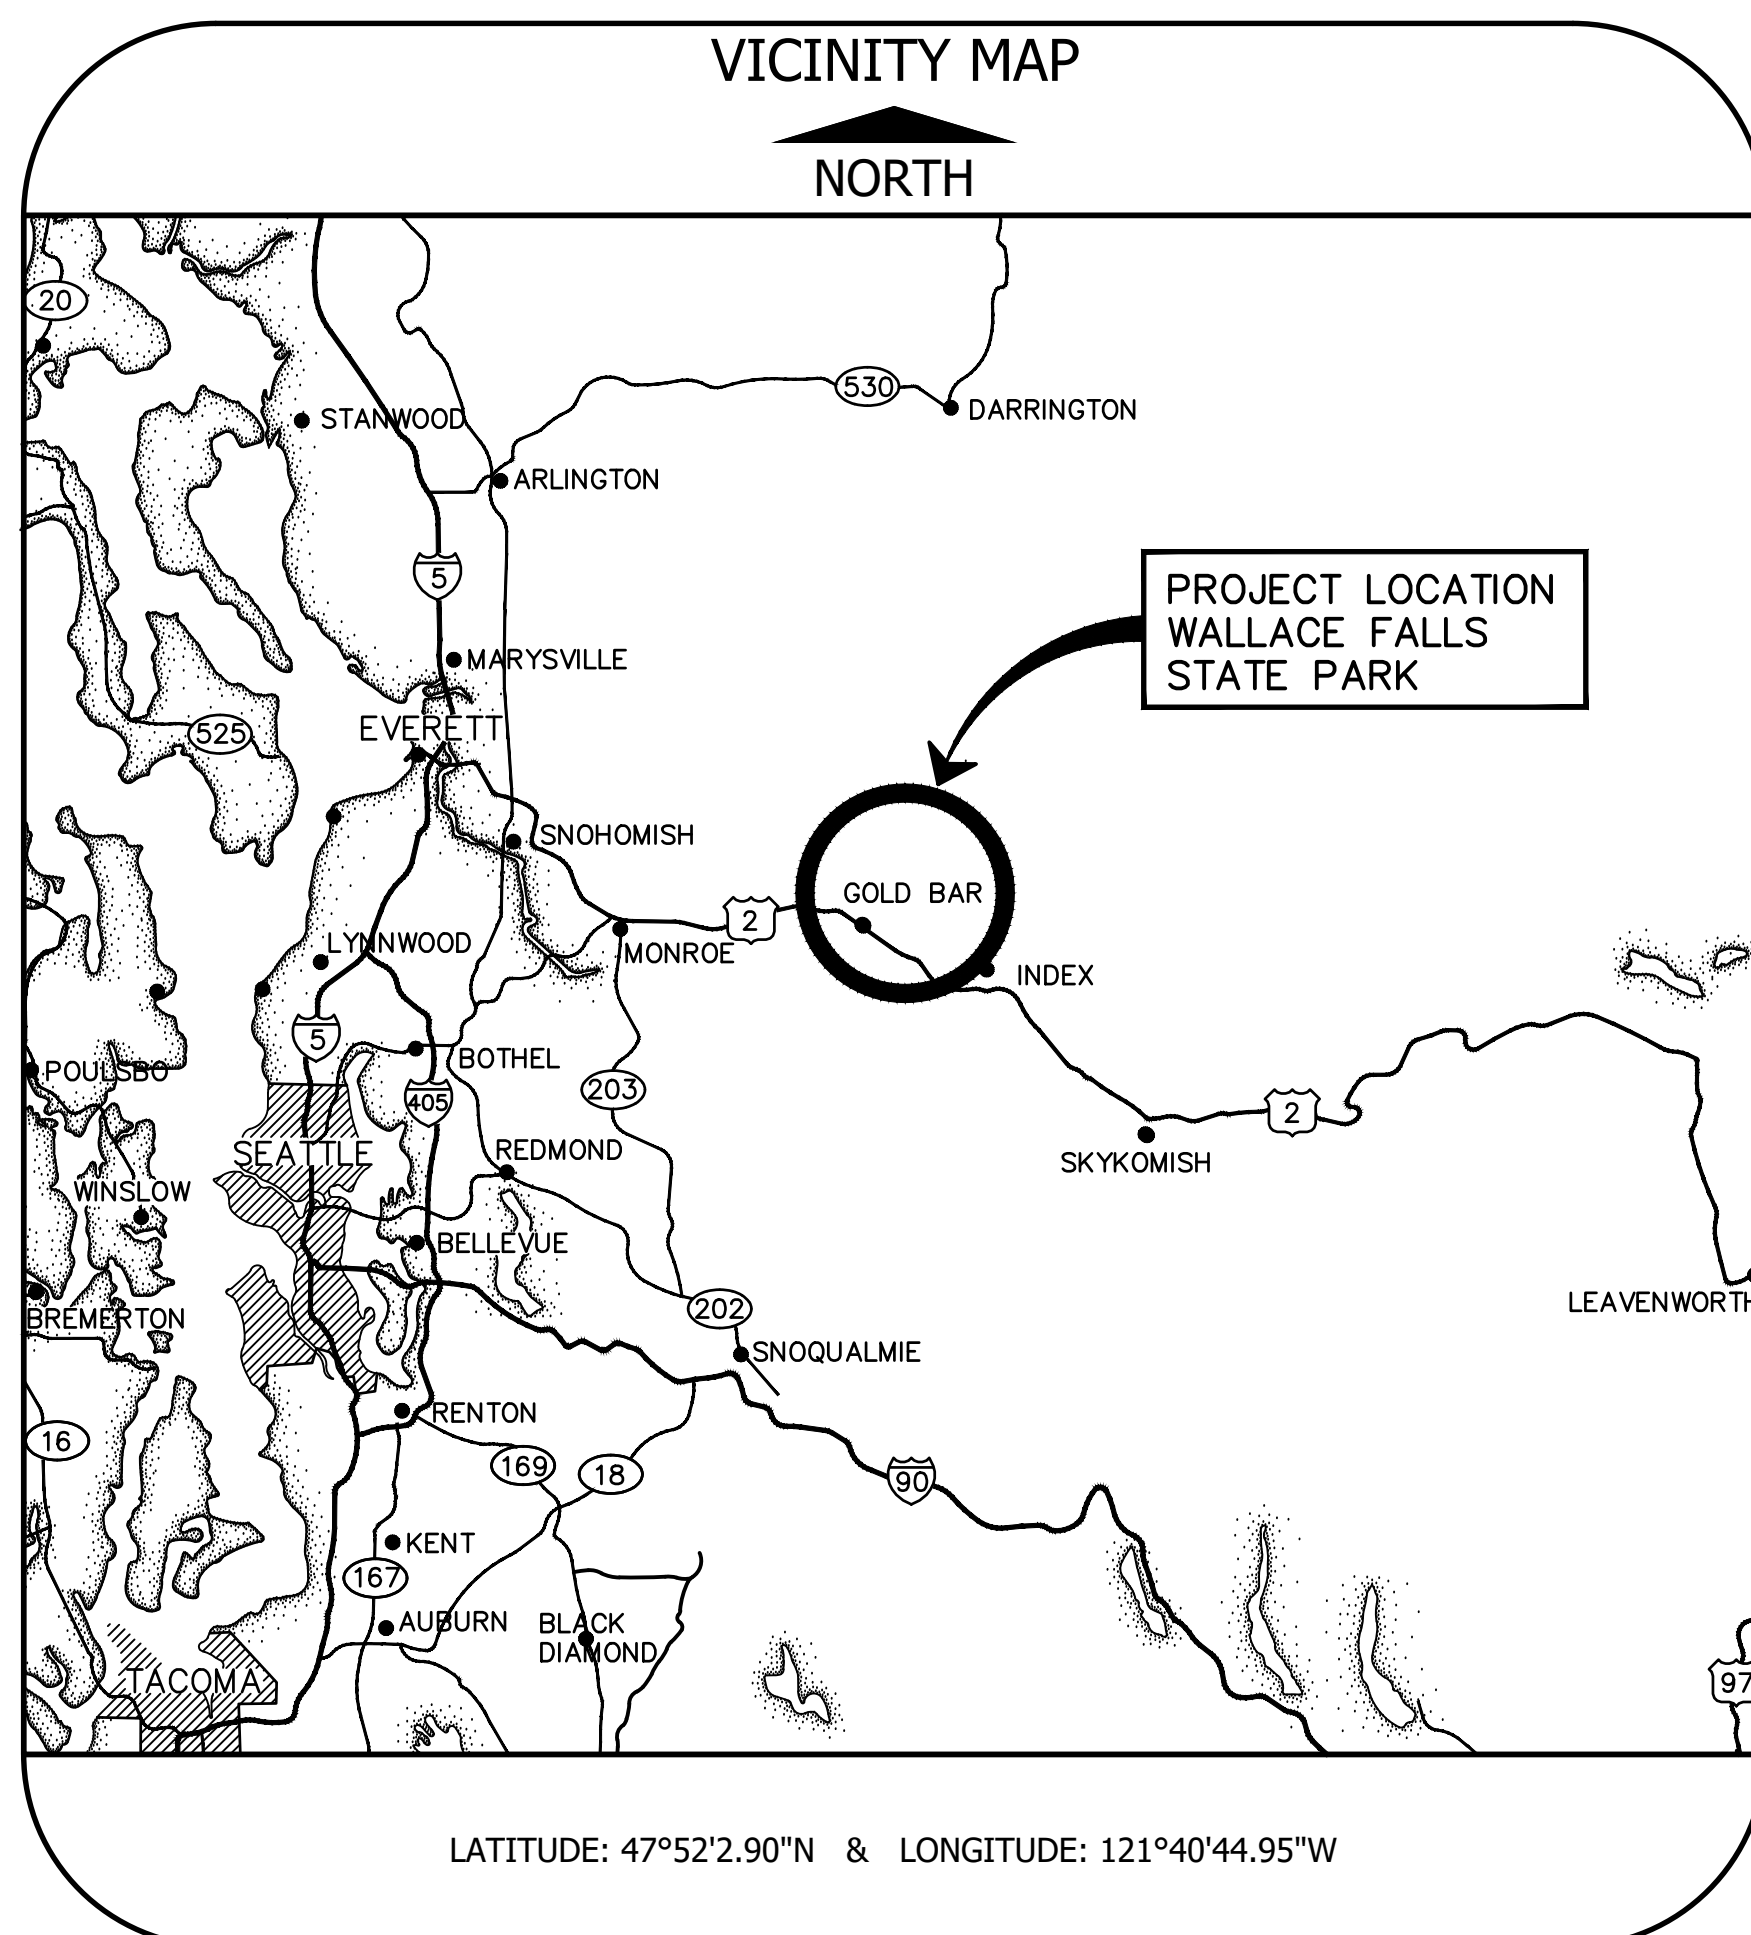 VICINITY MAP
NORTH
20
530
DARRINGTON
STANWOOD
ARLINGTON
5
PROJECT LOCATION
WALLACE FALLS
STATE PARK
MARYSVILLE
525
EVERETT
SNOHOMISH
GOLD BAR
2
LYNNWOOD
MONROE
INDEX
5
BOTHEL
POULSBO
203
405
2
SEATTLE
REDMOND
SKYKOMISH
WINSLOW
BELLEVUE
LEAVENWORTH
202
BREMERTON
SNOQUALMIE
RENTON
16
169
18
90
KENT
167
AUBURN
BLACK
DIAMOND
TACOMA
97
LATITUDE: 47°52'2.90"N & LONGITUDE: 121°40'44.95"W